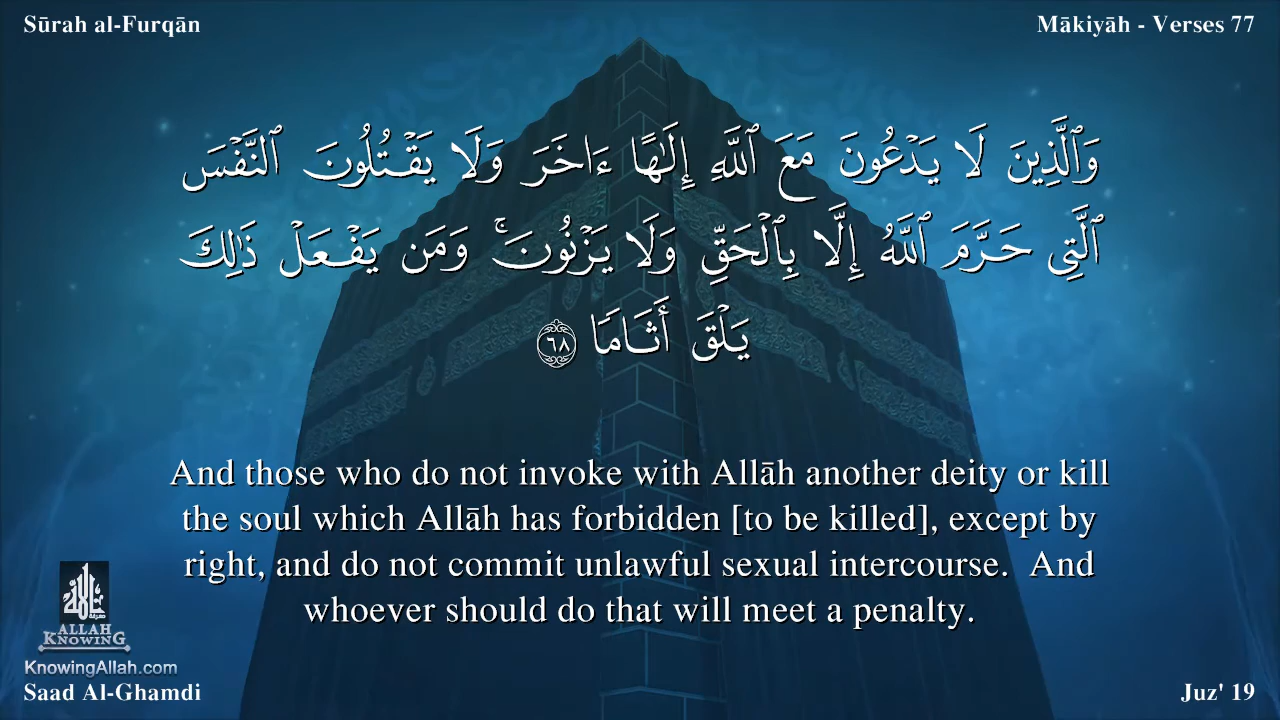 Sūrah al-Furqān
Mākiyāh - Verses 77
وَٱلَّذِينَ لَا يَدْعُونَ مَعَ ٱللَّهِ إِلَٰهًا ءَاخَرَ وَلَا يَقْتُلُونَ ٱلنَّفْسَ
ٱلَّتِى حَرَّمَ ٱللَّهُ إِلَّا بِٱلْحَقِّ وَلَا يَزْنُونَ ۚ وَمَن يَفْعَلْ ذَٰلِكَ
يَلْقَ أَثَامًا ٦٨
And those who do not invoke with Allāh another deity or kill
the soul which Allāh has forbidden [to be killed], except by
right, and do not commit unlawful sexual intercourse.  And
whoever should do that will meet a penalty.
ALLAH
KNOWING
KnowingAllah.com
Saad Al-Ghamdi
Juz' 19